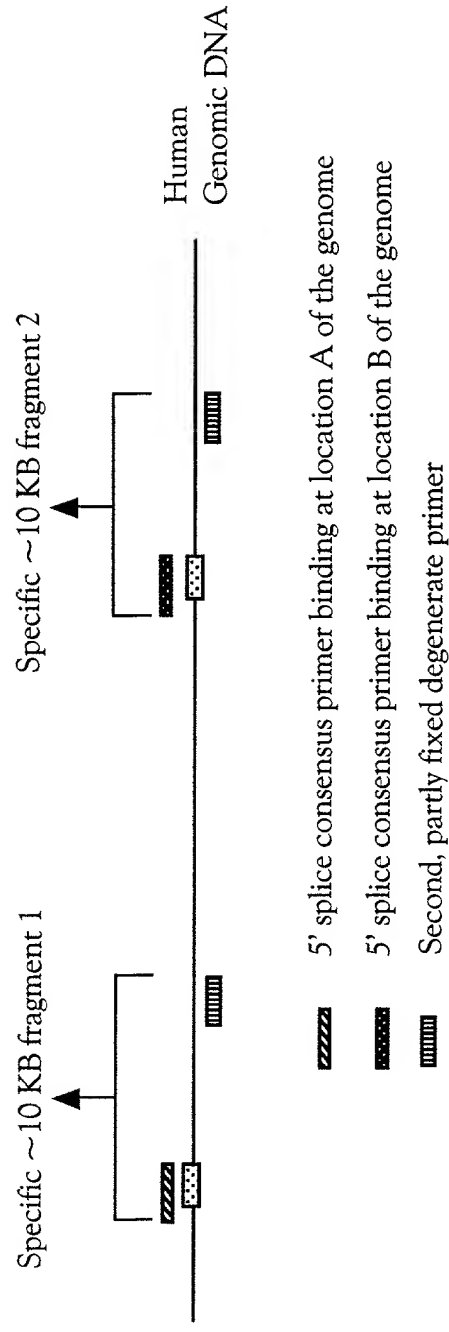 Specific ~10 KB fragment 1
Specific ~10 KB fragment 2
Human
Genomic DNA
5' splice consensus primer binding at location A of the genome
5' splice consensus primer binding at location B of the genome
Second, partly fixed degenerate primer